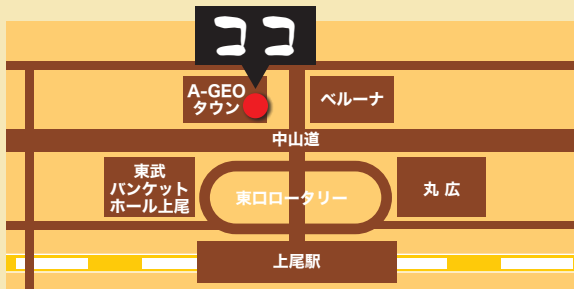 ココ
A-GEO
タウン
ベルーナ
中山道
東武
バンケット
ホール上尾
東口ロータリー
丸広
上尾駅